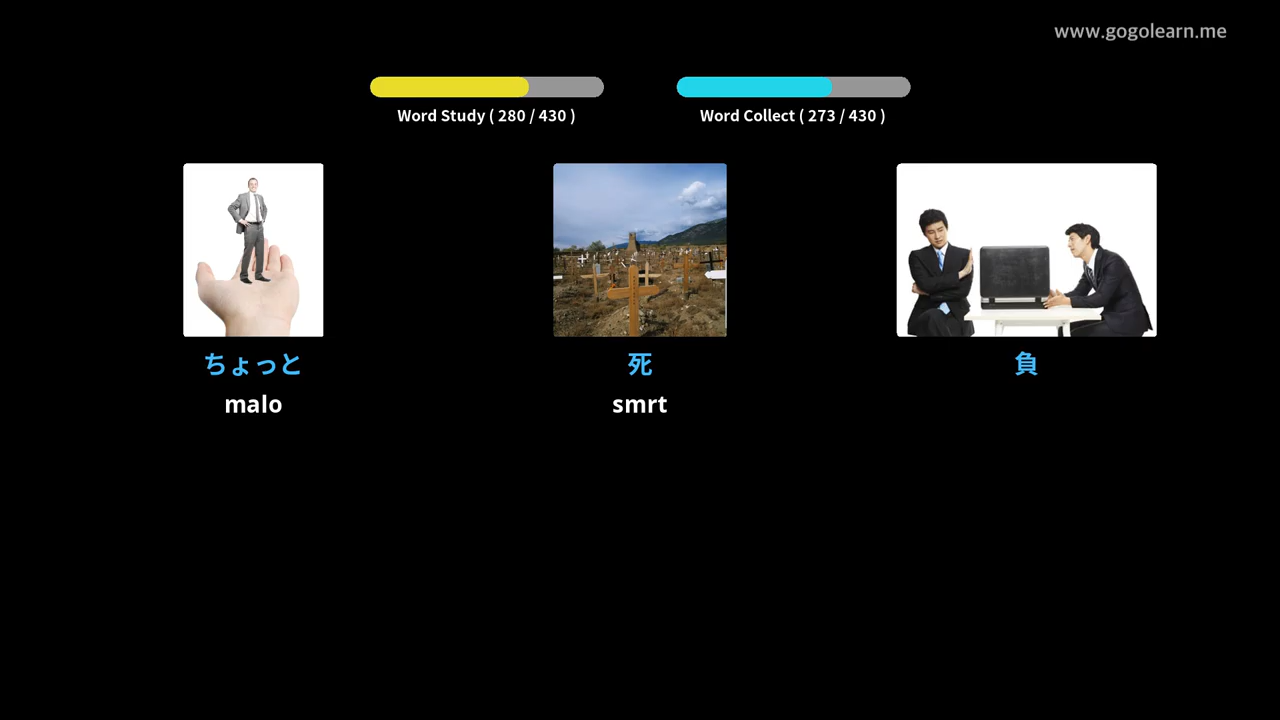 www.gogolearn.me
Word Study ( 280 / 430 )
Word Collect ( 273 / 430 )
ちょっと
死
負
malo
smrt